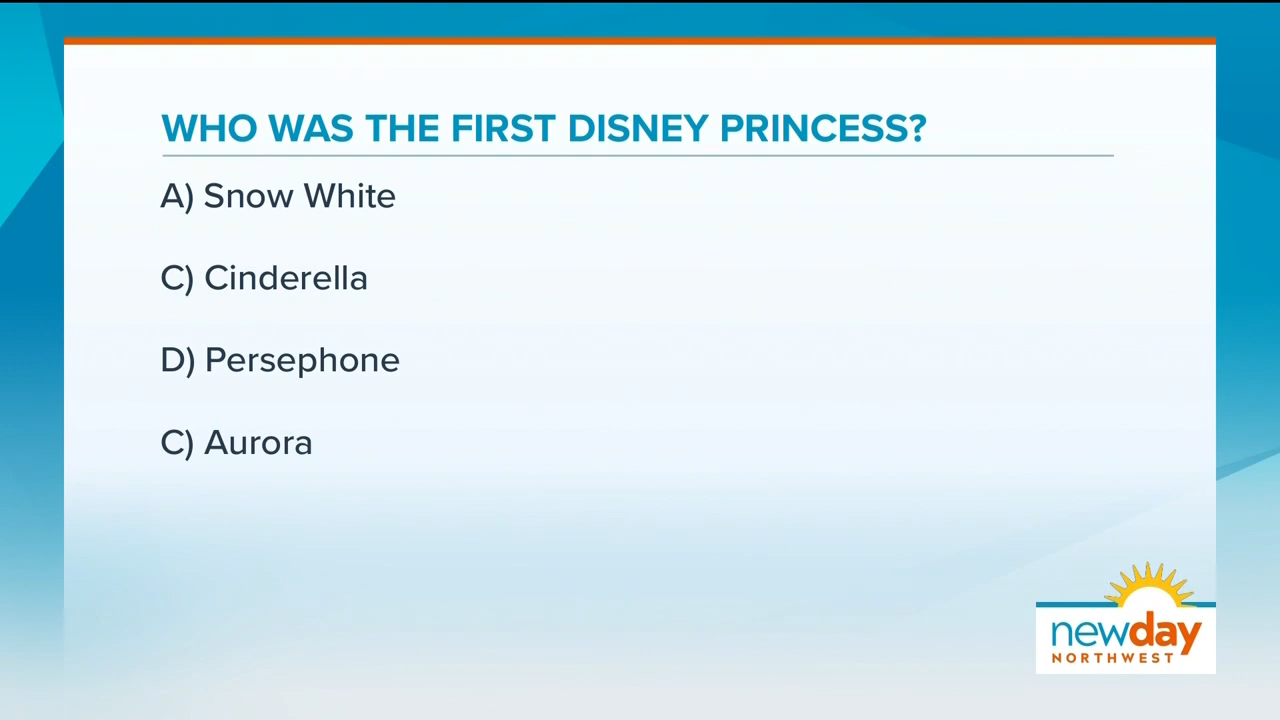 WHO WAS THE FIRST DISNEY PRINCESS?
A) Snow White
C) Cinderella
D) Persephone
C) Aurora
newday
NORTHWEST